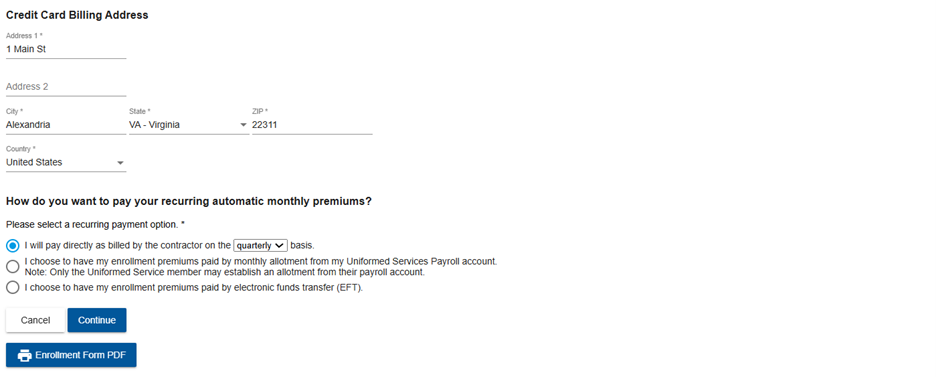 Credit Card Billing Address
Address 1 *
1 Main St
Address 2
City * State * ZIP *
Alexandria VA - Virginia 22311
Country *
United States
How do you want to pay your recurring automatic monthly premiums?
Please select a recurring payment option. *
I will pay directly as billed by the contractor on the quarterly basis.
I choose to have my enrollment premiums paid by monthly allotment from my Uniformed Services Payroll account.
Note: Only the Uniformed Service member may establish an allotment from their payroll account.
I choose to have my enrollment premiums paid by electronic funds transfer (EFT).
Cancel Continue
Enrollment Form PDF